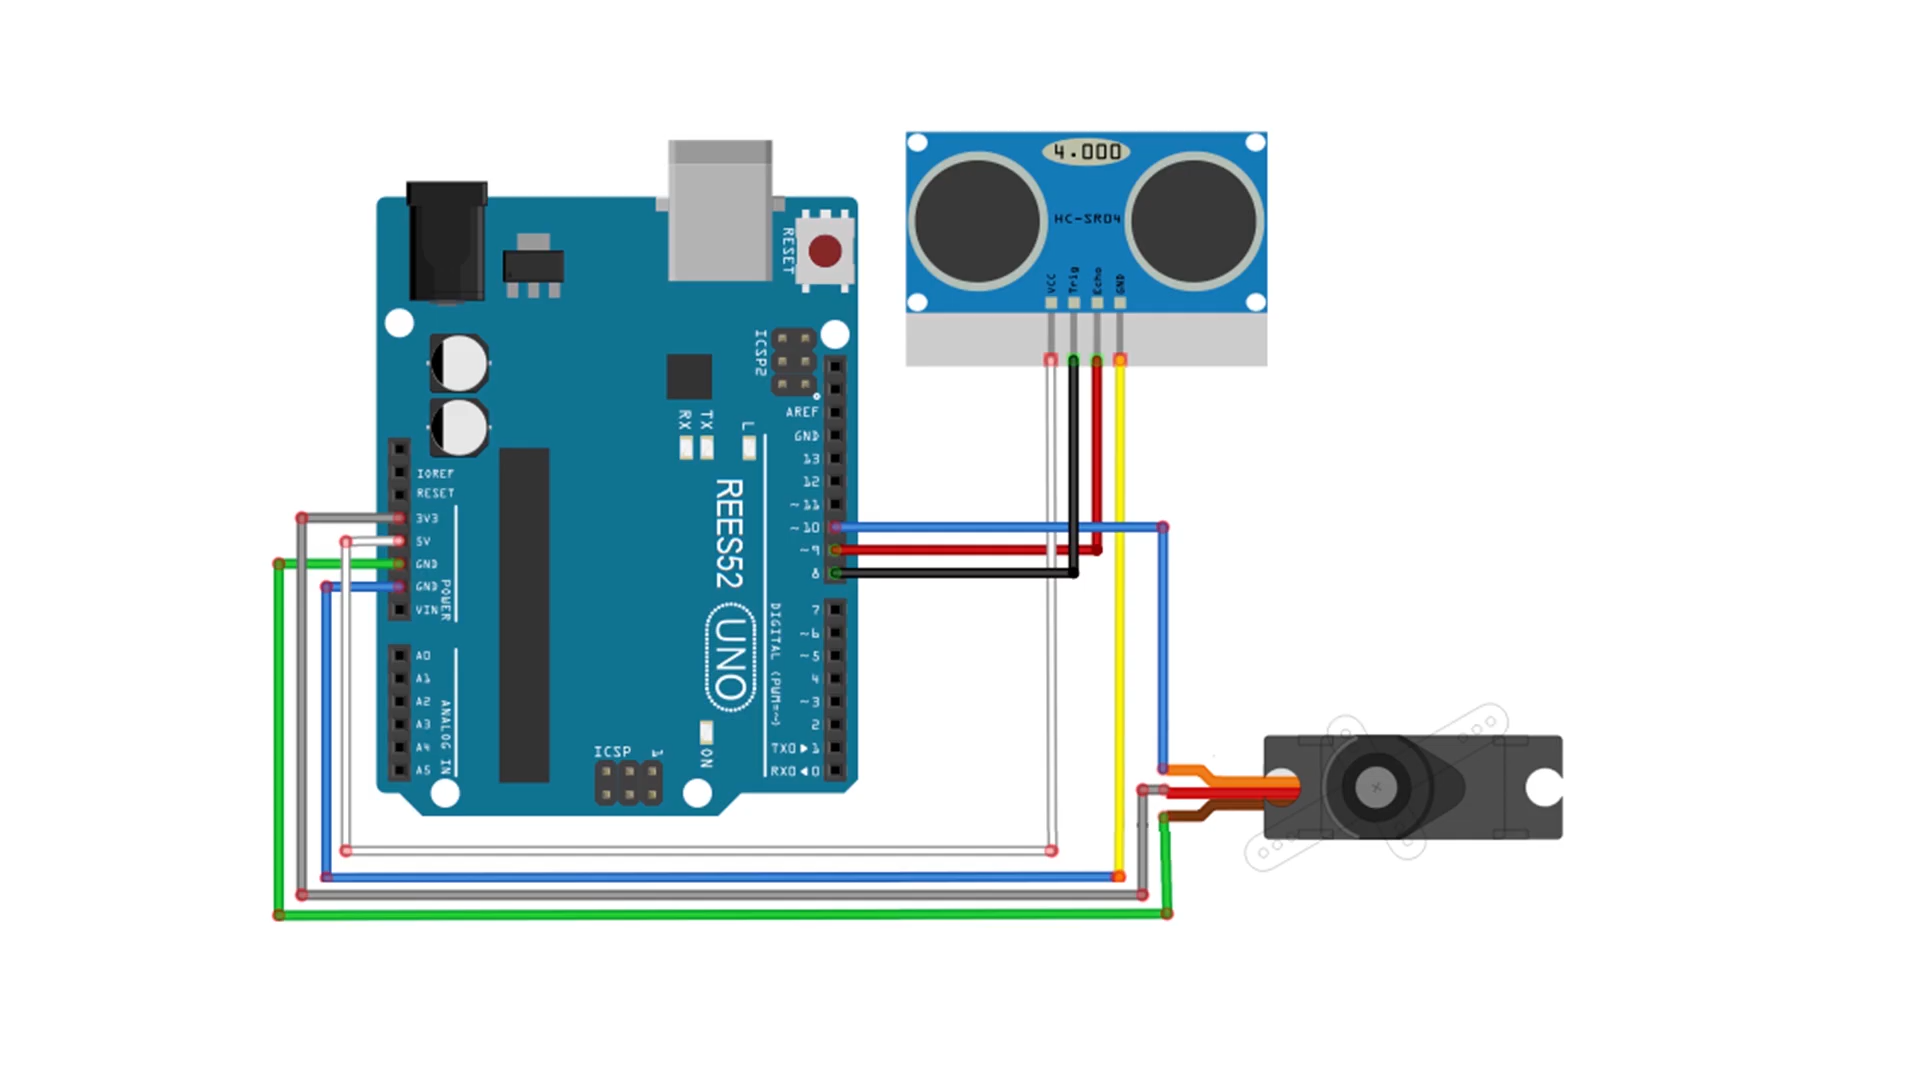 4.000
HC-SR04
VCC
Trig
Echo
GND
RESET
ICSP2
AREF
GND
13
12
~11
~10
~9
8
RX
TX
L
IOREF
RESET
3V3
5V
GND
GND
VIN
POWER
A0
A1
A2
A3
A4
A5
ANALOG IN
REES52
UNO
DIGITAL (PWM=~)
7
~6
~5
4
~3
2
TX0▶1
RX0◀0
ICSP
1
ON